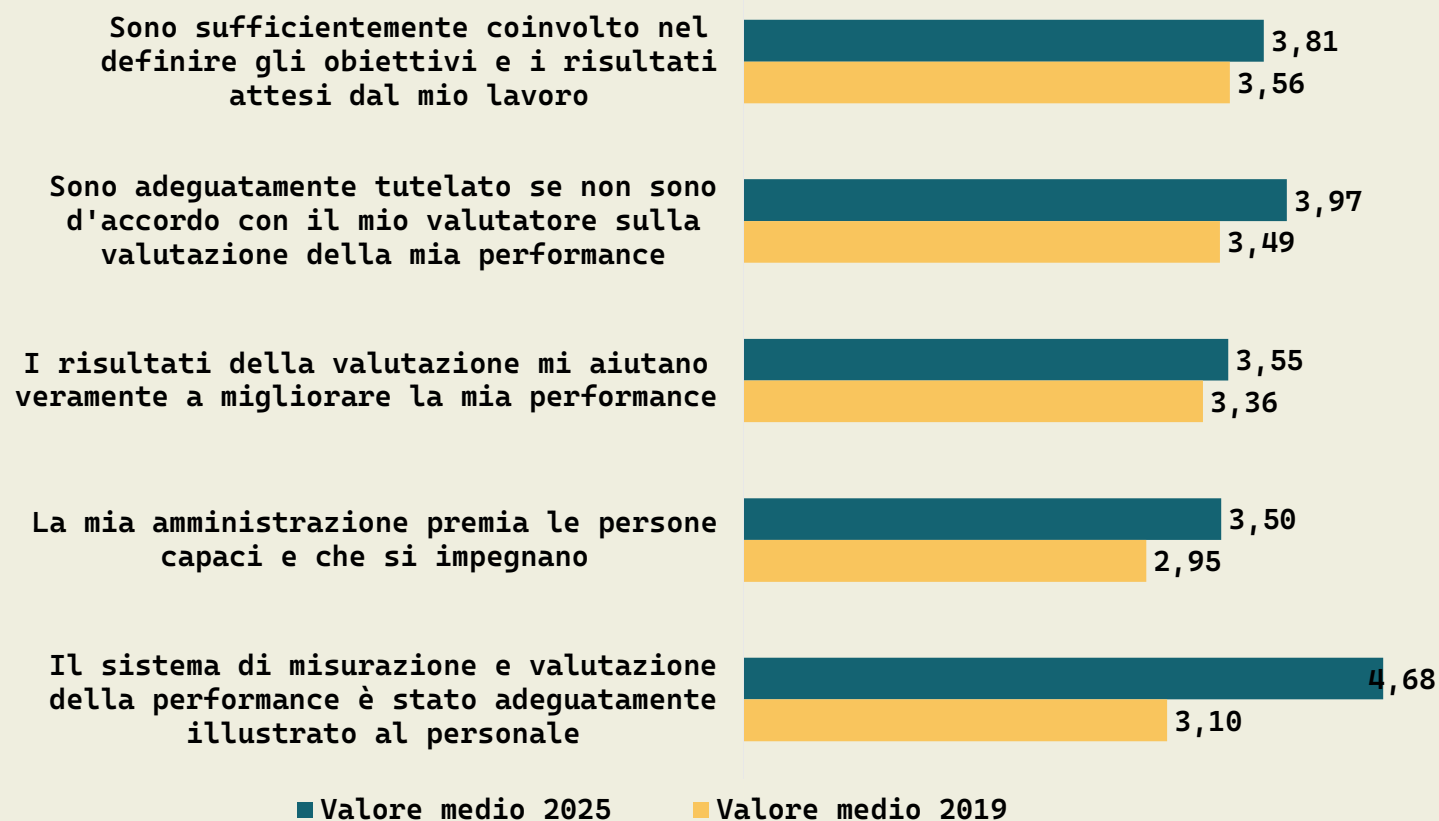 Sono sufficientemente coinvolto nel
definire gli obiettivi e i risultati
attesi dal mio lavoro
3,81
3,56
Sono adeguatamente tutelato se non sono
d'accordo con il mio valutatore sulla
valutazione della mia performance
3,97
3,49
I risultati della valutazione mi aiutano
veramente a migliorare la mia performance
3,55
3,36
La mia amministrazione premia le persone
capaci e che si impegnano
3,50
2,95
Il sistema di misurazione e valutazione
della performance è stato adeguatamente
illustrato al personale
4,68
3,10
Valore medio 2025
Valore medio 2019